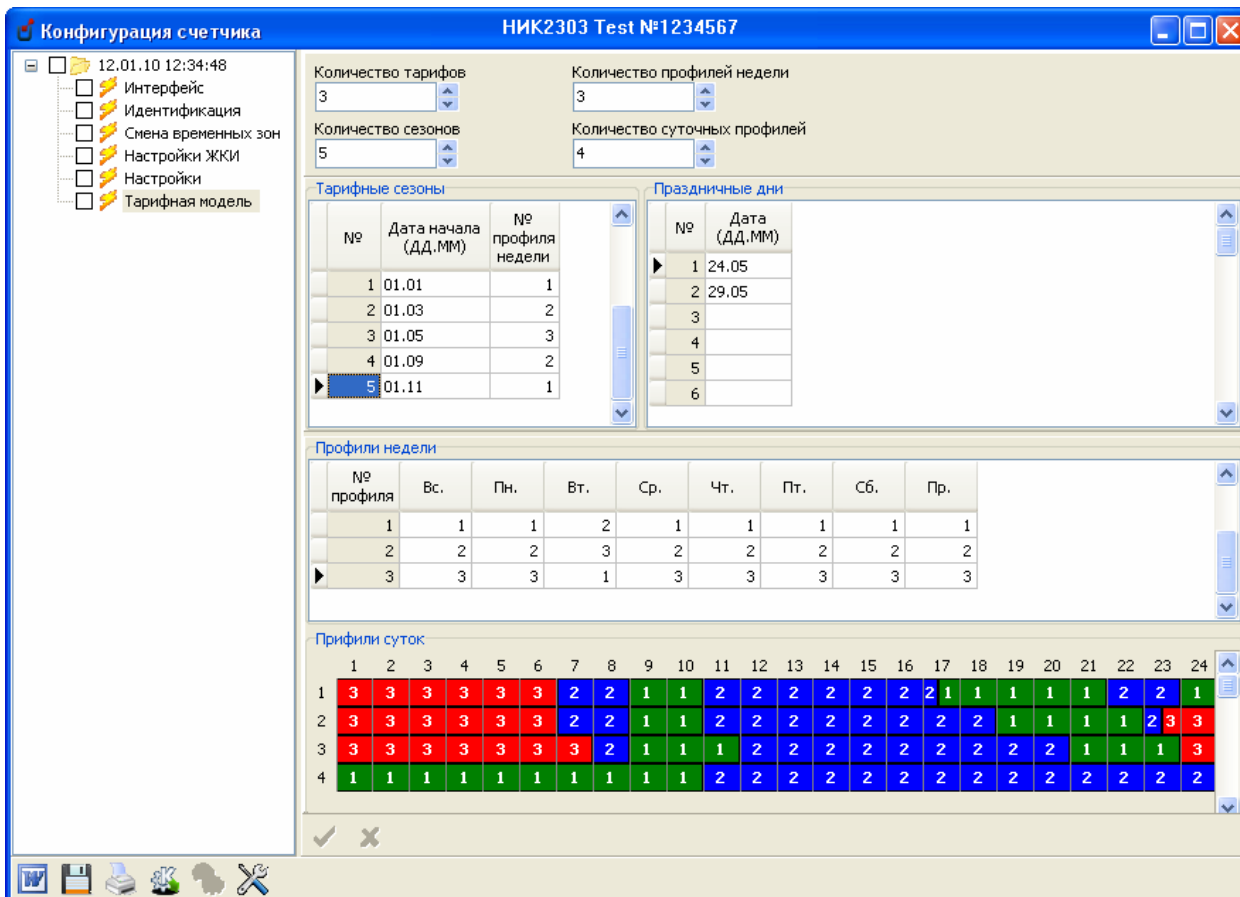 Конфигурация счетчика
НИК2303 Test №1234567
12.01.10 12:34:48
Интерфейс
Идентификация
Смена временных зон
Настройки ЖКИ
Настройки
Тарифная модель
Количество тарифов
3
Количество профилей недели
3
Количество сезонов
5
Количество суточных профилей
4
Тарифные сезоны
№ Дата начала (ДД.ММ) № профиля недели
1 01.01 1
2 01.03 2
3 01.05 3
4 01.09 2
5 01.11 1
Праздничные дни
№ Дата (ДД.ММ)
1 24.05
2 29.05
3
4
5
6
Профили недели
№ профиля Вс. Пн. Вт. Ср. Чт. Пт. Сб. Пр.
1 1 1 2 1 1 1 1 1
2 2 2 3 2 2 2 2 2
3 3 3 1 3 3 3 3 3
Прифили суток
1 2 3 4 5 6 7 8 9 10 11 12 13 14 15 16 17 18 19 20 21 22 23 24
1 3 3 3 3 3 3 2 2 1 1 2 2 2 2 2 2 2 1 1 1 1 1 2 2 1
2 3 3 3 3 3 3 2 2 1 1 2 2 2 2 2 2 2 2 1 1 1 1 2 3 3
3 3 3 3 3 3 3 3 2 1 1 1 2 2 2 2 2 2 2 2 2 1 1 1 3
4 1 1 1 1 1 1 1 1 1 1 2 2 2 2 2 2 2 2 2 2 2 2 2 2
W